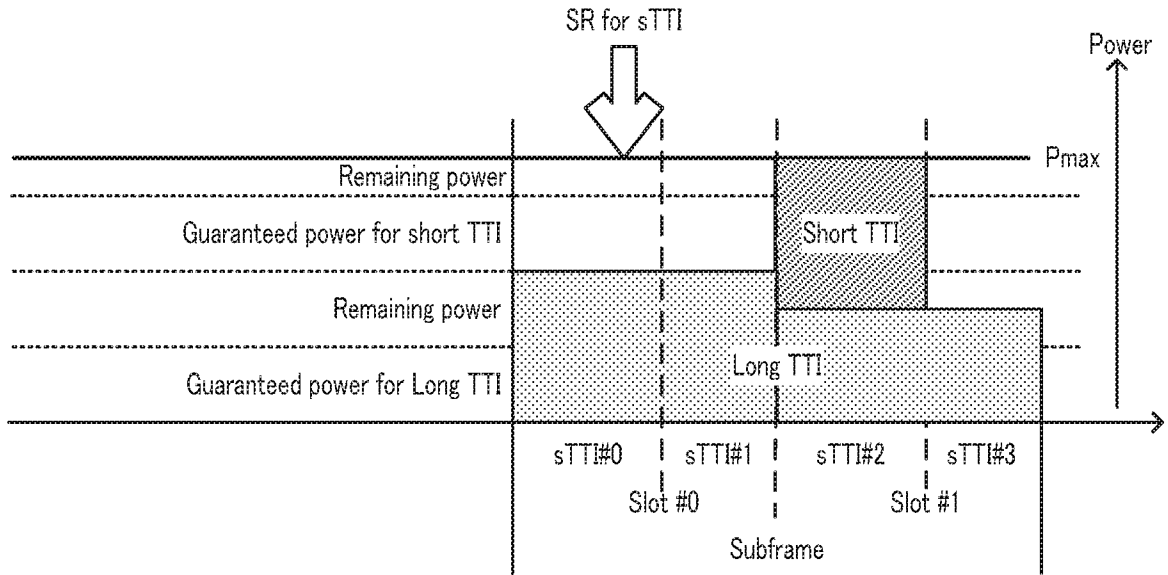 SR for sTTI
Power
Pmax
Remaining power
Guaranteed power for short TTI
Short TTI
Remaining power
Long TTI
Guaranteed power for Long TTI
sTTI#0
sTTI#1
sTTI#2
sTTI#3
Slot #0
Slot #1
Subframe